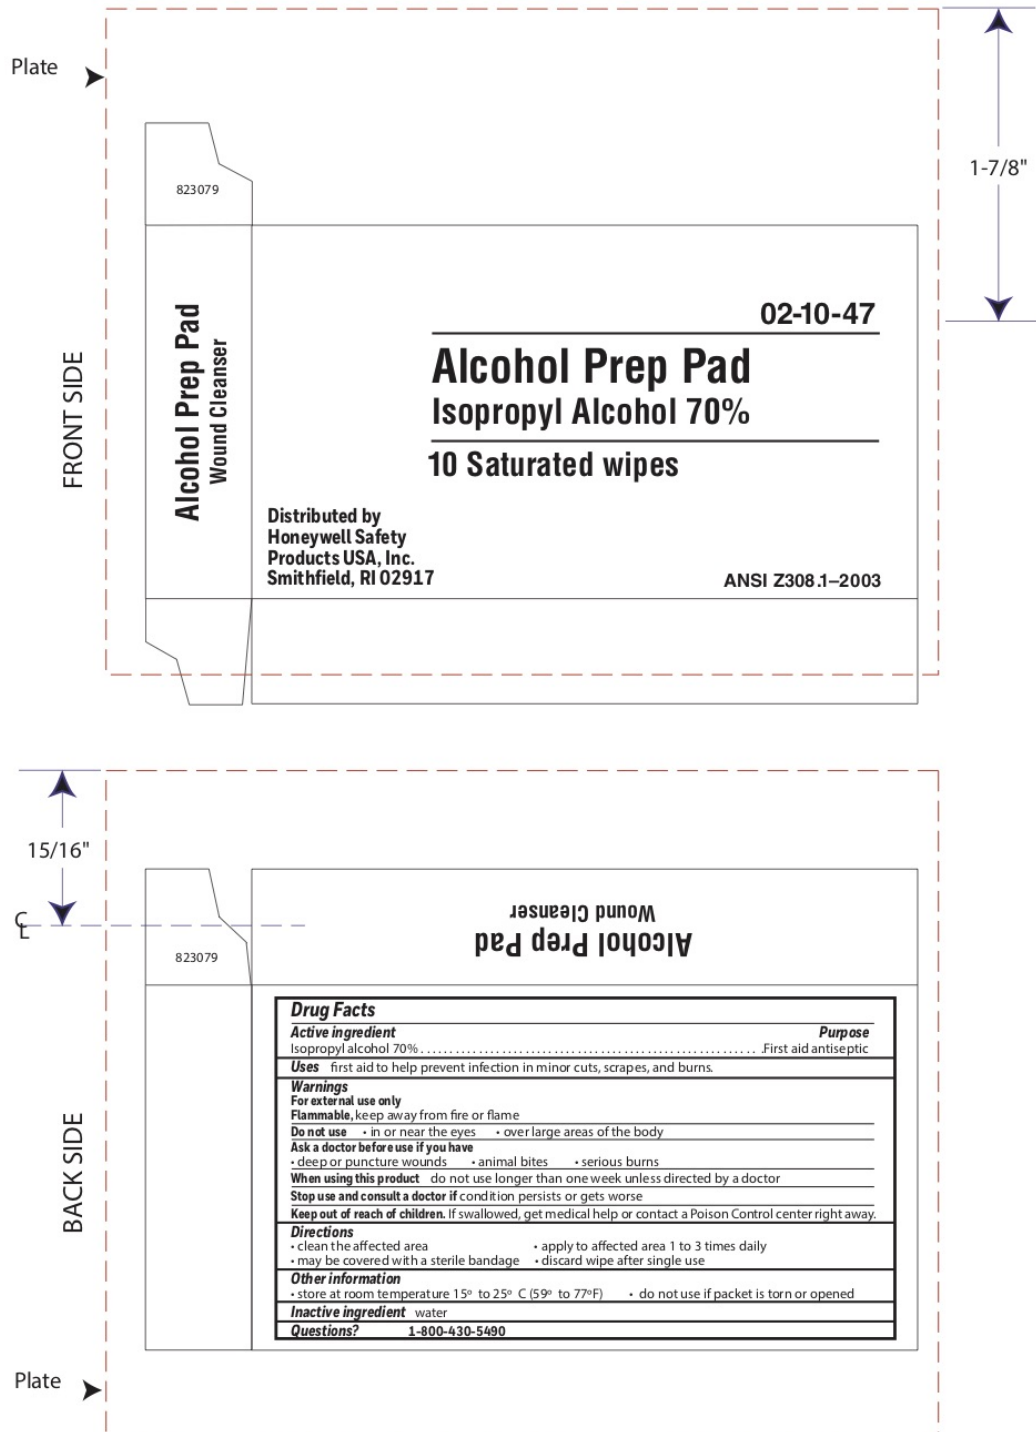 Plate
1-7/8"
823079
FRONT SIDE
Alcohol Prep Pad
Wound Cleanser
02-10-47
Alcohol Prep Pad
Isopropyl Alcohol 70%
10 Saturated wipes
Distributed by
Honeywell Safety
Products USA, Inc.
Smithfield, RI 02917
ANSI Z308.1–2003
15/16"
CL
823079
Alcohol Prep Pad
Wound Cleanser
BACK SIDE
Drug Facts
Active ingredient Purpose
Isopropyl alcohol 70%..........................................................First aid antiseptic
Uses first aid to help prevent infection in minor cuts, scrapes, and burns.
Warnings
For external use only
Flammable, keep away from fire or flame
Do not use • in or near the eyes • over large areas of the body
Ask a doctor before use if you have
• deep or puncture wounds • animal bites • serious burns
When using this product do not use longer than one week unless directed by a doctor
Stop use and consult a doctor if condition persists or gets worse
Keep out of reach of children. If swallowed, get medical help or contact a Poison Control center right away.
Directions
• clean the affected area • apply to affected area 1 to 3 times daily
• may be covered with a sterile bandage • discard wipe after single use
Other information
• store at room temperature 15º to 25º C (59º to 77ºF) • do not use if packet is torn or opened
Inactive ingredient water
Questions? 1-800-430-5490
Plate